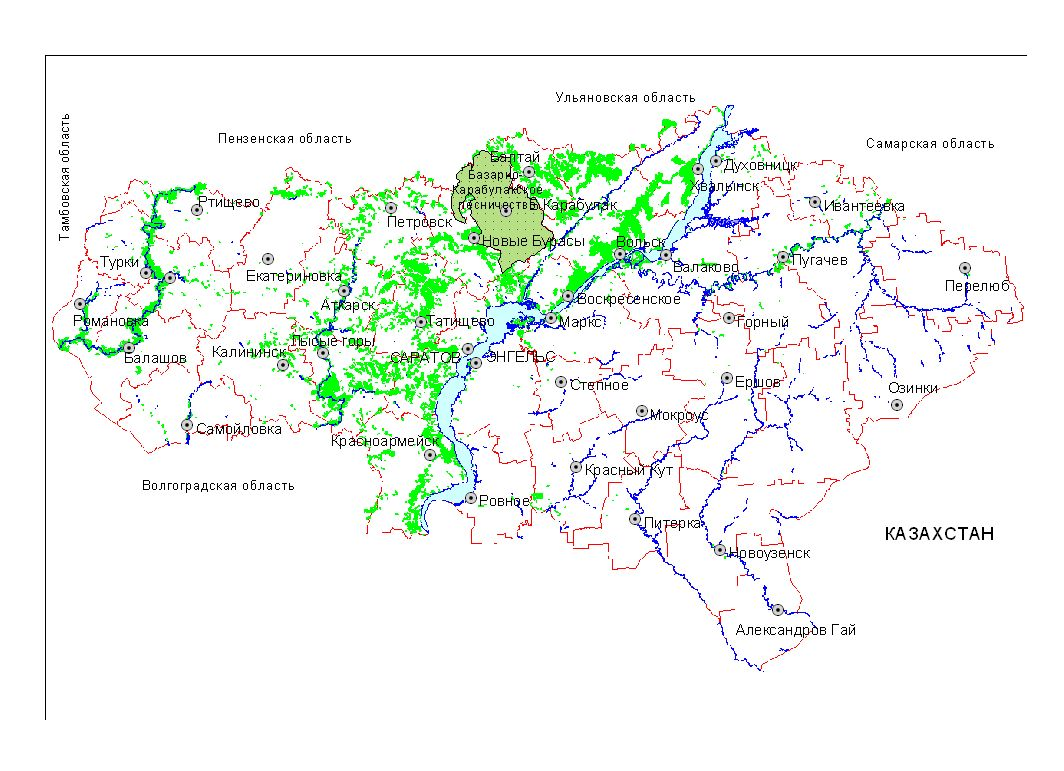 Ульяновская область
Пензенская область
Самарская область
Тамбовская область
Балтай
Духовницк
Базарно-
Карабулакское
лесничество
Хвалынск
Ртищево
Б.Карабулак
Ивантеевка
Петровск
Новые Бурасы
Вольск
Турки
Балаково
Пугачев
Екатериновка
Перелюб
Аткарск
Воскресенское
Романовка
Татищево
Маркс
Горный
Лысые горы
Калининск
Балашов
САРАТОВ
ЭНГЕЛЬС
Степное
Ершов
Озинки
Мокроус
Самойловка
Красноармейск
Красный Кут
Волгоградская область
Ровное
Питерка
КАЗАХСТАН
Новоузенск
Александров Гай